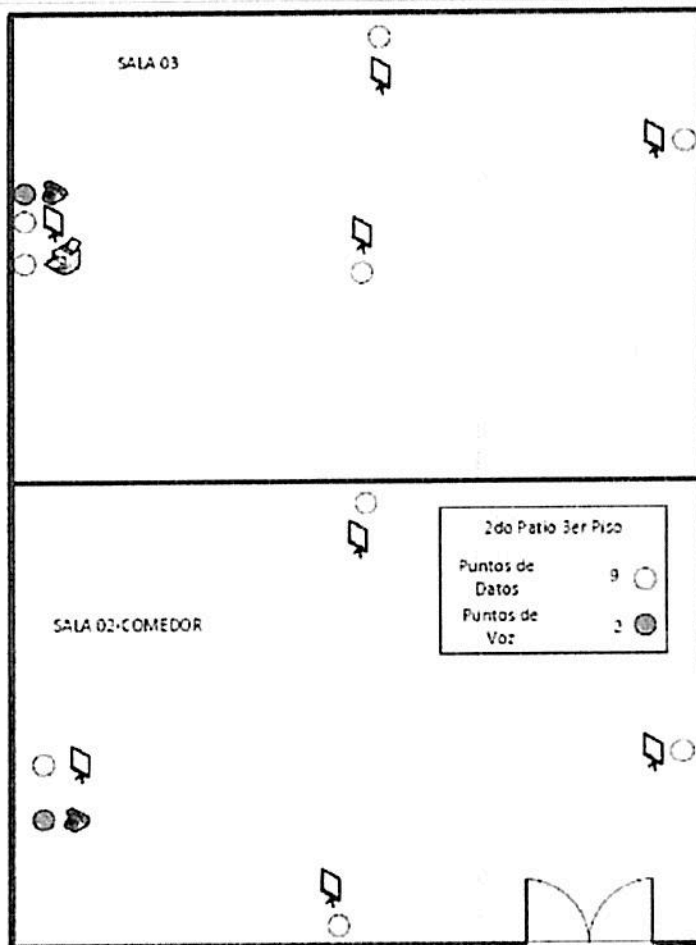 SALA 03
2do Patio 3er Piso
Puntos de
Datos
9
SALA 02-COMEDOR
Puntos de
Voz
2